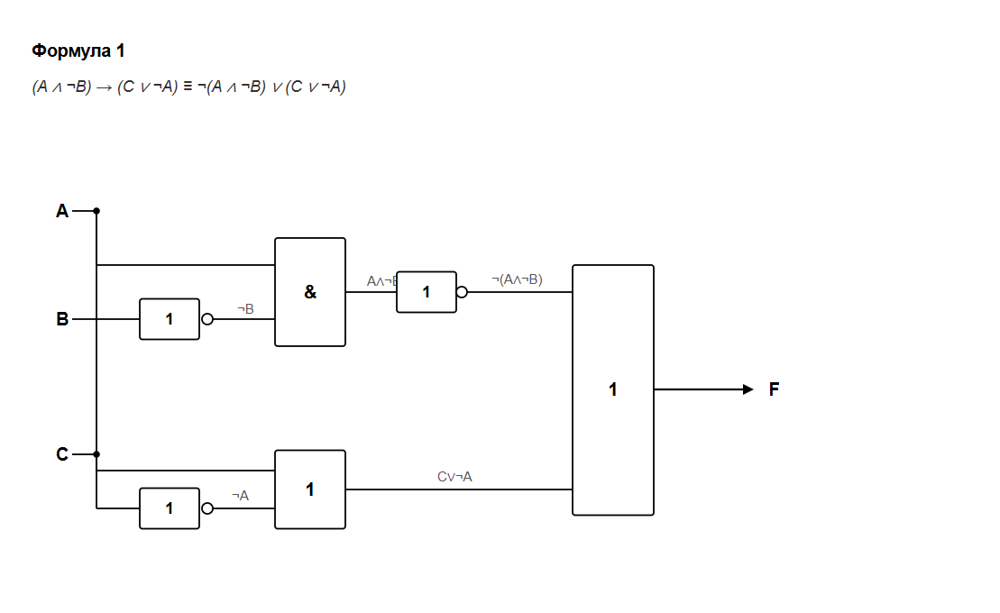 Формула 1
(A ∧ ¬B) → (C ∨ ¬A) ≡ ¬(A ∧ ¬B) ∨ (C ∨ ¬A)
A
&
A∧¬B
1
¬(A∧¬B)
B
1
¬B
1
F
C
1
¬A
1
C∨¬A